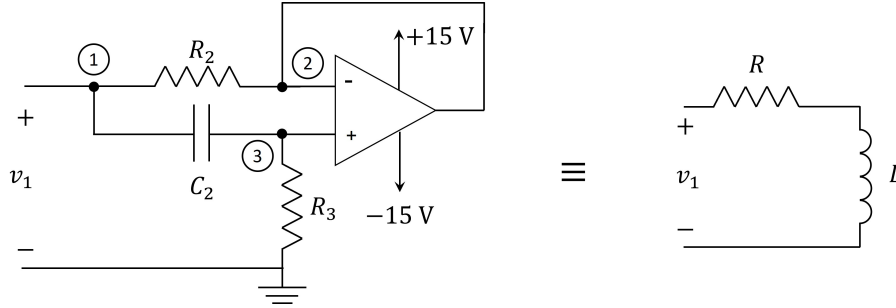 1
R₂
2
-
+15 V
+
v₁
−
C₂
3
+
R₃
−15 V
≡
R
+
v₁
−
L